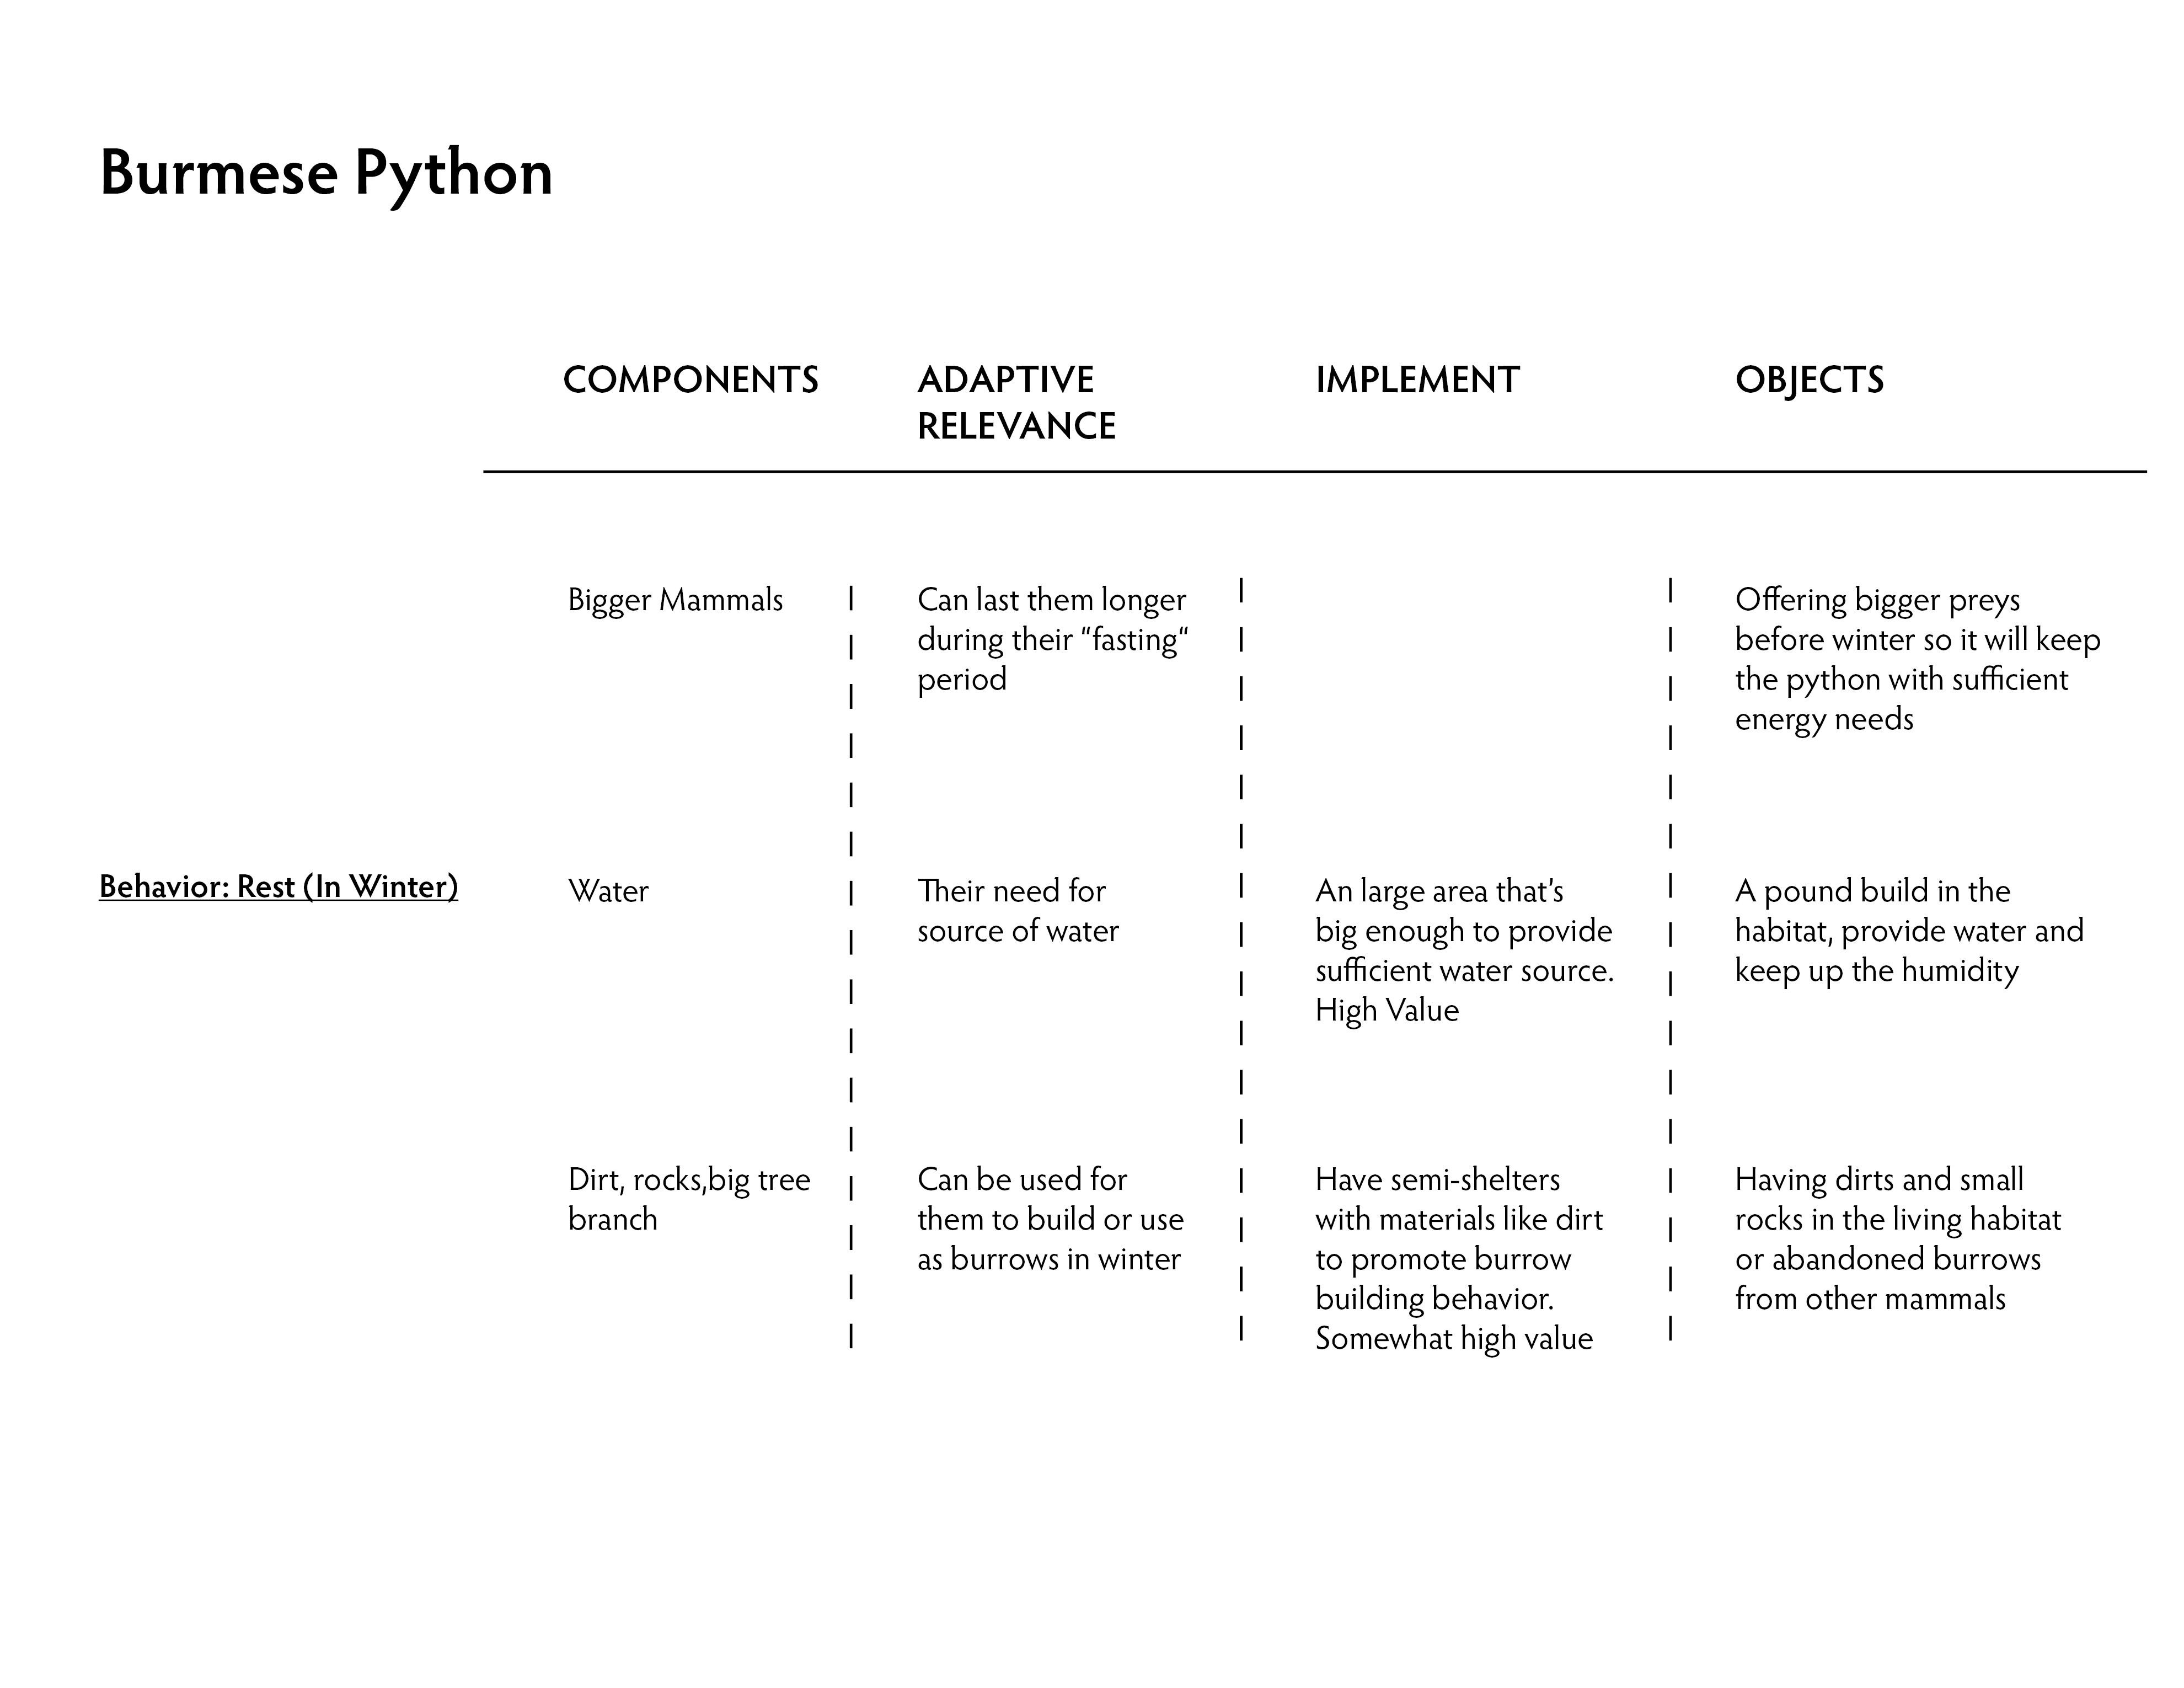 Burmese Python
COMPONENTS
ADAPTIVE
RELEVANCE
IMPLEMENT
OBJECTS
Behavior: Rest (In Winter)
Bigger Mammals
Can last them longer
during their “fasting“
period
Offering bigger preys
before winter so it will keep
the python with sufficient
energy needs
Water
Their need for
source of water
An large area that’s
big enough to provide
sufficient water source.
High Value
A pound build in the
habitat, provide water and
keep up the humidity
Dirt, rocks,big tree
branch
Can be used for
them to build or use
as burrows in winter
Have semi-shelters
with materials like dirt
to promote burrow
building behavior.
Somewhat high value
Having dirts and small
rocks in the living habitat
or abandoned burrows
from other mammals